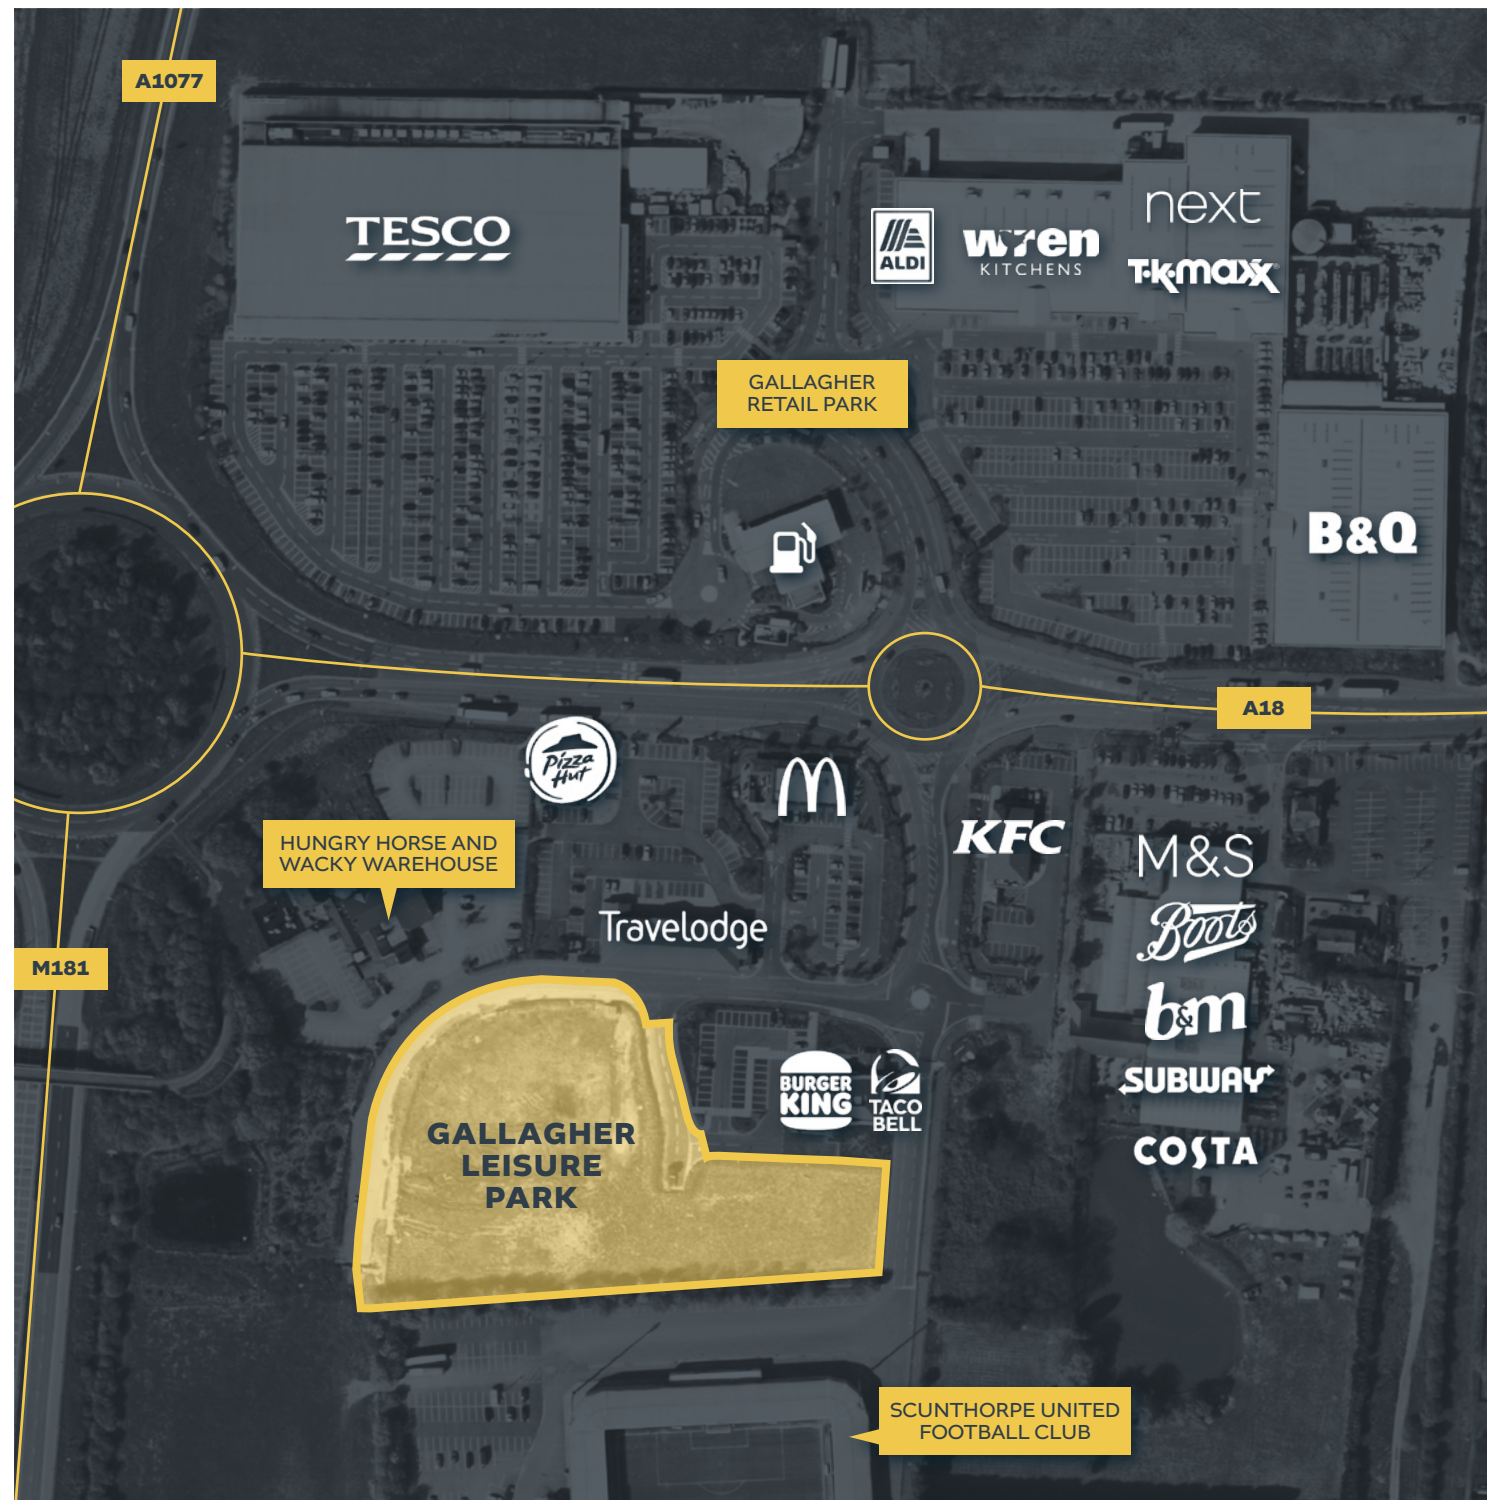 A1077
TESCO
ALDI
wren
KITCHENS
next
T·K·maxx
GALLAGHER
RETAIL PARK
B&Q
A18
Pizza
Hut
HUNGRY HORSE AND
WACKY WAREHOUSE
KFC
M&S
Travelodge
Boots
M181
b&m
BURGER
KING
TACO
BELL
SUBWAY
GALLAGHER
LEISURE
PARK
COSTA
SCUNTHORPE UNITED
FOOTBALL CLUB